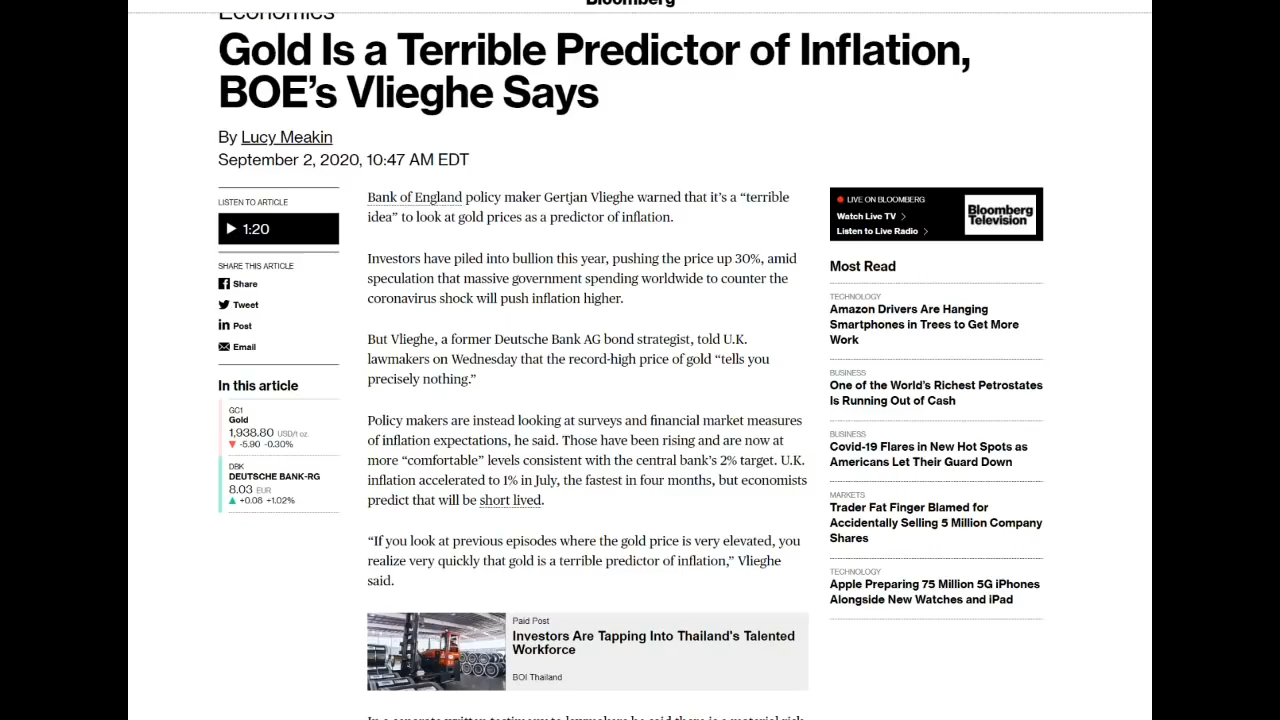 Bloomberg
Economics
Gold Is a Terrible Predictor of Inflation,
BOE's Vlieghe Says
By Lucy Meakin
September 2, 2020, 10:47 AM EDT
LISTEN TO ARTICLE
1:20
SHARE THIS ARTICLE
Share
Tweet
Post
Email
In this article
GC1
Gold
1,938.80 USD/t oz.
-5.90 -0.30%
DBK
DEUTSCHE BANK-RG
8.03 EUR
+0.08 +1.02%
Bank of England policy maker Gertjan Vlieghe warned that it's a “terrible
idea” to look at gold prices as a predictor of inflation.
Investors have piled into bullion this year, pushing the price up 30%, amid
speculation that massive government spending worldwide to counter the
coronavirus shock will push inflation higher.
But Vlieghe, a former Deutsche Bank AG bond strategist, told U.K.
lawmakers on Wednesday that the record-high price of gold “tells you
precisely nothing.”
Policy makers are instead looking at surveys and financial market measures
of inflation expectations, he said. Those have been rising and are now at
more “comfortable” levels consistent with the central bank's 2% target. U.K.
inflation accelerated to 1% in July, the fastest in four months, but economists
predict that will be short lived.
“If you look at previous episodes where the gold price is very elevated, you
realize very quickly that gold is a terrible predictor of inflation,” Vlieghe
said.
Paid Post
Investors Are Tapping Into Thailand's Talented
Workforce
BOI Thailand
In a separate written testimony to lawmakers he said there is a material risk
LIVE ON BLOOMBERG
Watch Live TV
Listen to Live Radio
Bloomberg
Television
Most Read
TECHNOLOGY
Amazon Drivers Are Hanging
Smartphones in Trees to Get More
Work
BUSINESS
One of the World's Richest Petrostates
Is Running Out of Cash
BUSINESS
Covid-19 Flares in New Hot Spots as
Americans Let Their Guard Down
MARKETS
Trader Fat Finger Blamed for
Accidentally Selling 5 Million Company
Shares
TECHNOLOGY
Apple Preparing 75 Million 5G iPhones
Alongside New Watches and iPad